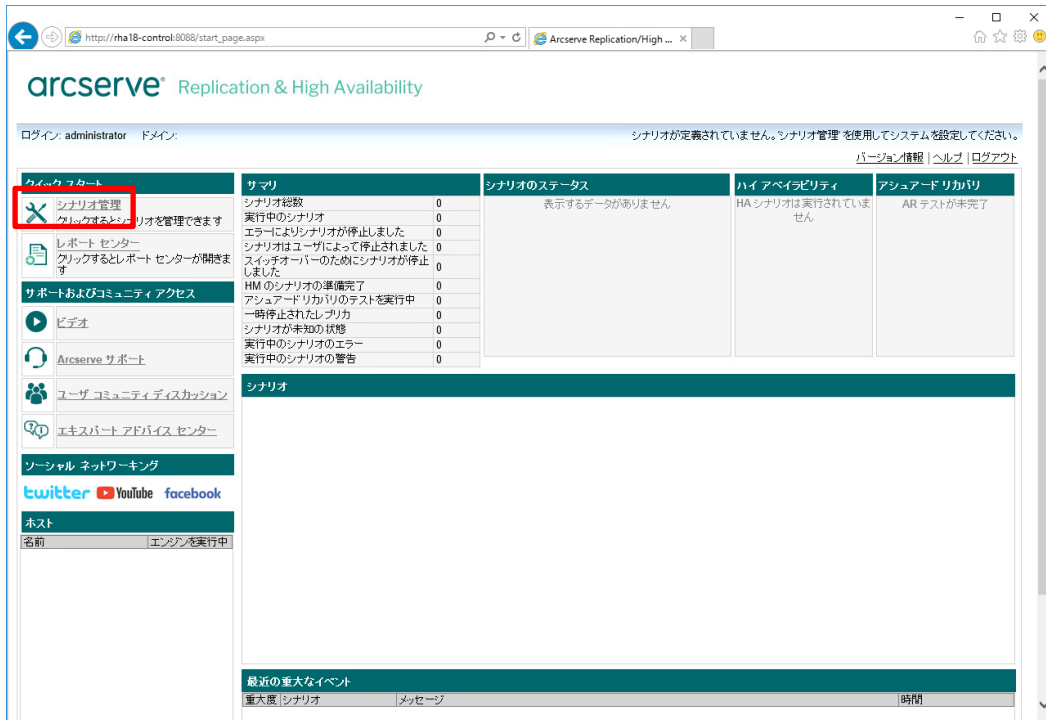 http://rha18-control:8088/start_page.aspx
Arcserve Replication/High ...
arcserve® Replication & High Availability
ログイン: administrator ドメイン:
シナリオが定義されていません。'シナリオ管理' を使用してシステムを設定してください。
バージョン情報 | ヘルプ | ログアウト
クイック スタート
シナリオ管理
クリックするとシナリオを管理できます
レポート センター
クリックするとレポート センターが開きます
サポートおよびコミュニティ アクセス
ビデオ
Arcserve サポート
ユーザ コミュニティ ディスカッション
エキスパート アドバイス センター
ソーシャル ネットワーキング
twitter YouTube facebook
ホスト
名前 エンジンを実行中
サマリ
シナリオ総数 0
実行中のシナリオ 0
エラーによりシナリオが停止しました 0
シナリオはユーザによって停止されました 0
スイッチオーバーのためにシナリオが停止しました 0
HM のシナリオの準備完了 0
アシュアード リカバリのテストを実行中 0
一時停止されたレプリカ 0
シナリオが未知の状態 0
実行中のシナリオのエラー 0
実行中のシナリオの警告 0
シナリオのステータス
表示するデータがありません
ハイ アベイラビリティ
HA シナリオは実行されていません
アシュアード リカバリ
AR テストが未完了
シナリオ
最近の重大なイベント
重大度 シナリオ メッセージ 時間